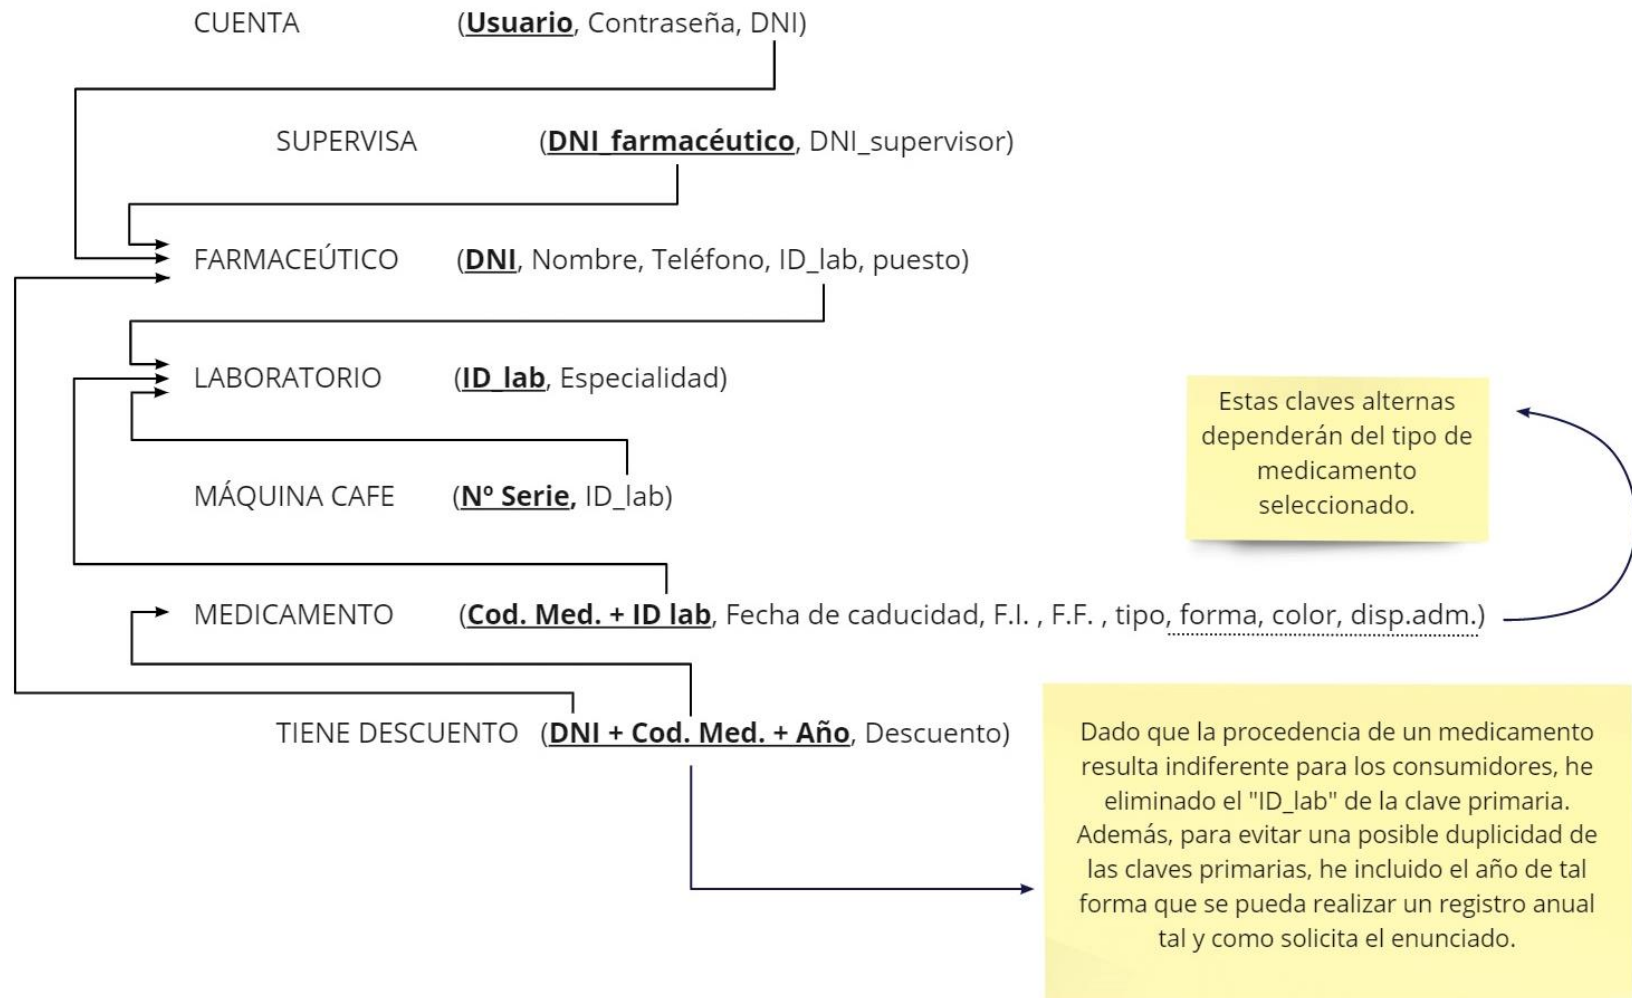 CUENTA (Usuario, Contraseña, DNI)
SUPERVISA (DNI_farmacéutico, DNI_supervisor)
FARMACEÚTICO (DNI, Nombre, Teléfono, ID_lab, puesto)
LABORATORIO (ID_lab, Especialidad)
MÁQUINA CAFE (Nº Serie, ID_lab)
MEDICAMENTO (Cod. Med. + ID lab, Fecha de caducidad, F.I. , F.F. , tipo, forma, color, disp.adm.)
TIENE DESCUENTO (DNI + Cod. Med. + Año, Descuento)
Estas claves alternas
dependerán del tipo de
medicamento
seleccionado.
Dado que la procedencia de un medicamento
resulta indiferente para los consumidores, he
eliminado el "ID_lab" de la clave primaria.
Además, para evitar una posible duplicidad de
las claves primarias, he incluido el año de tal
forma que se pueda realizar un registro anual
tal y como solicita el enunciado.